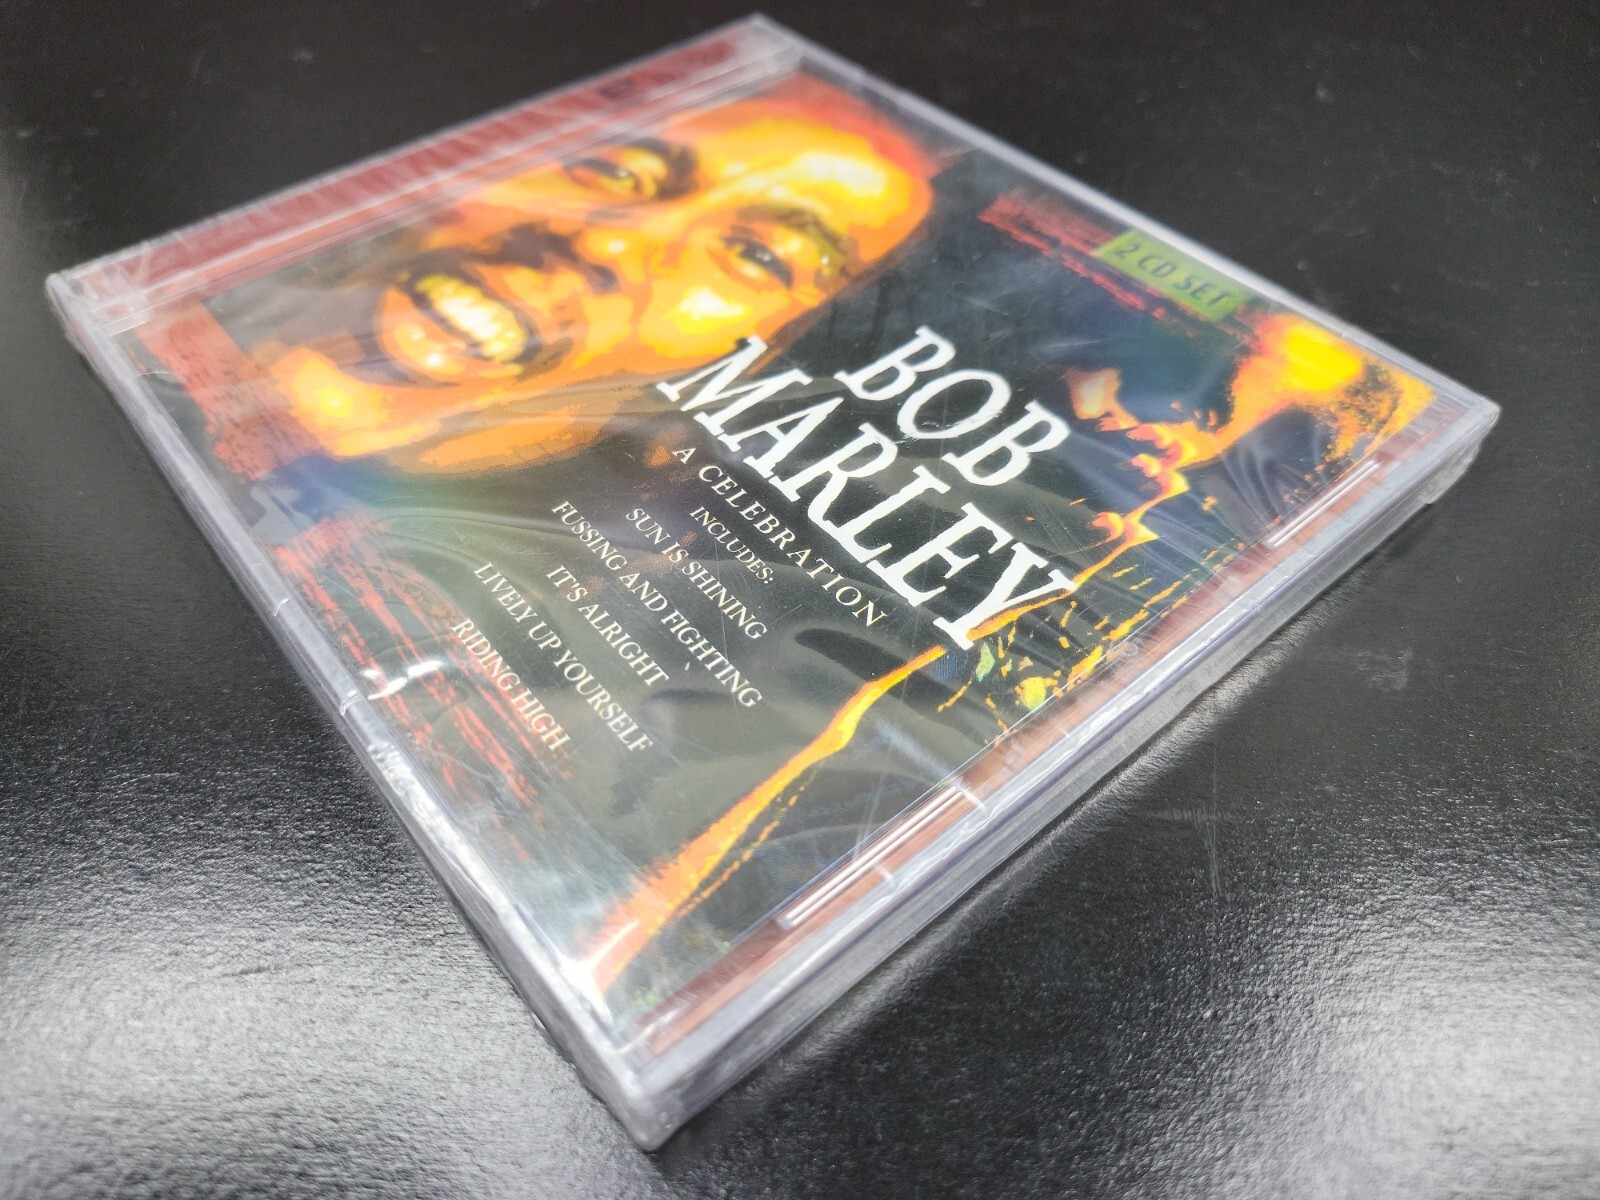 2 CD SET
BOB
MARLEY
A CELEBRATION
INCLUDES:
SUN IS SHINING
FUSSING AND FIGHTING
IT'S ALRIGHT
LIVELY UP YOURSELF
RIDING HIGH